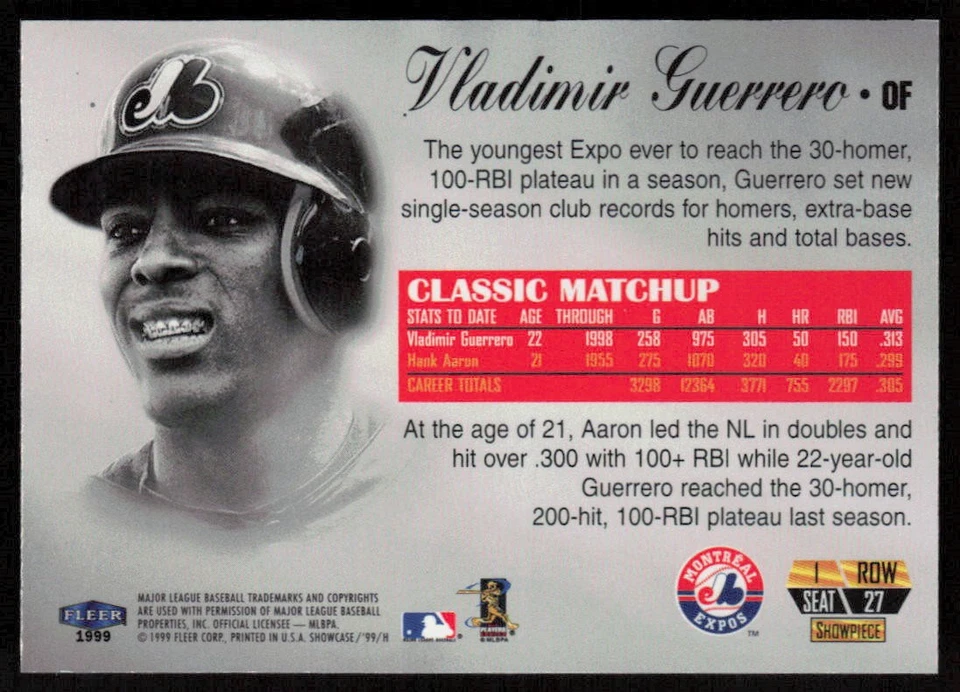 eb
Vladimir Guerrero • OF
The youngest Expo ever to reach the 30-homer,
100-RBI plateau in a season, Guerrero set new
single-season club records for homers, extra-base
hits and total bases.
CLASSIC MATCHUP
STATS TO DATE AGE THROUGH G AB H HR RBI AVG
Vladimir Guerrero 22 1998 258 975 305 50 150 .313
Hank Aaron 21 1955 275 1070 320 40 175 .299
CAREER TOTALS 3298 12364 3771 755 2297 .305
At the age of 21, Aaron led the NL in doubles and
hit over .300 with 100+ RBI while 22-year-old
Guerrero reached the 30-homer,
200-hit, 100-RBI plateau last season.
FLEER
1999
MAJOR LEAGUE BASEBALL TRADEMARKS AND COPYRIGHTS
ARE USED WITH PERMISSION OF MAJOR LEAGUE BASEBALL
PROPERTIES, INC. OFFICIAL LICENSEE — MLBPA.
© 1999 FLEER CORP., PRINTED IN U.S.A. SHOWCASE/'99/H
PLAYERS
© MLBPA
MONTRÉAL
EXPOS
TM
1 ROW
SEAT 27
SHOWPIECE